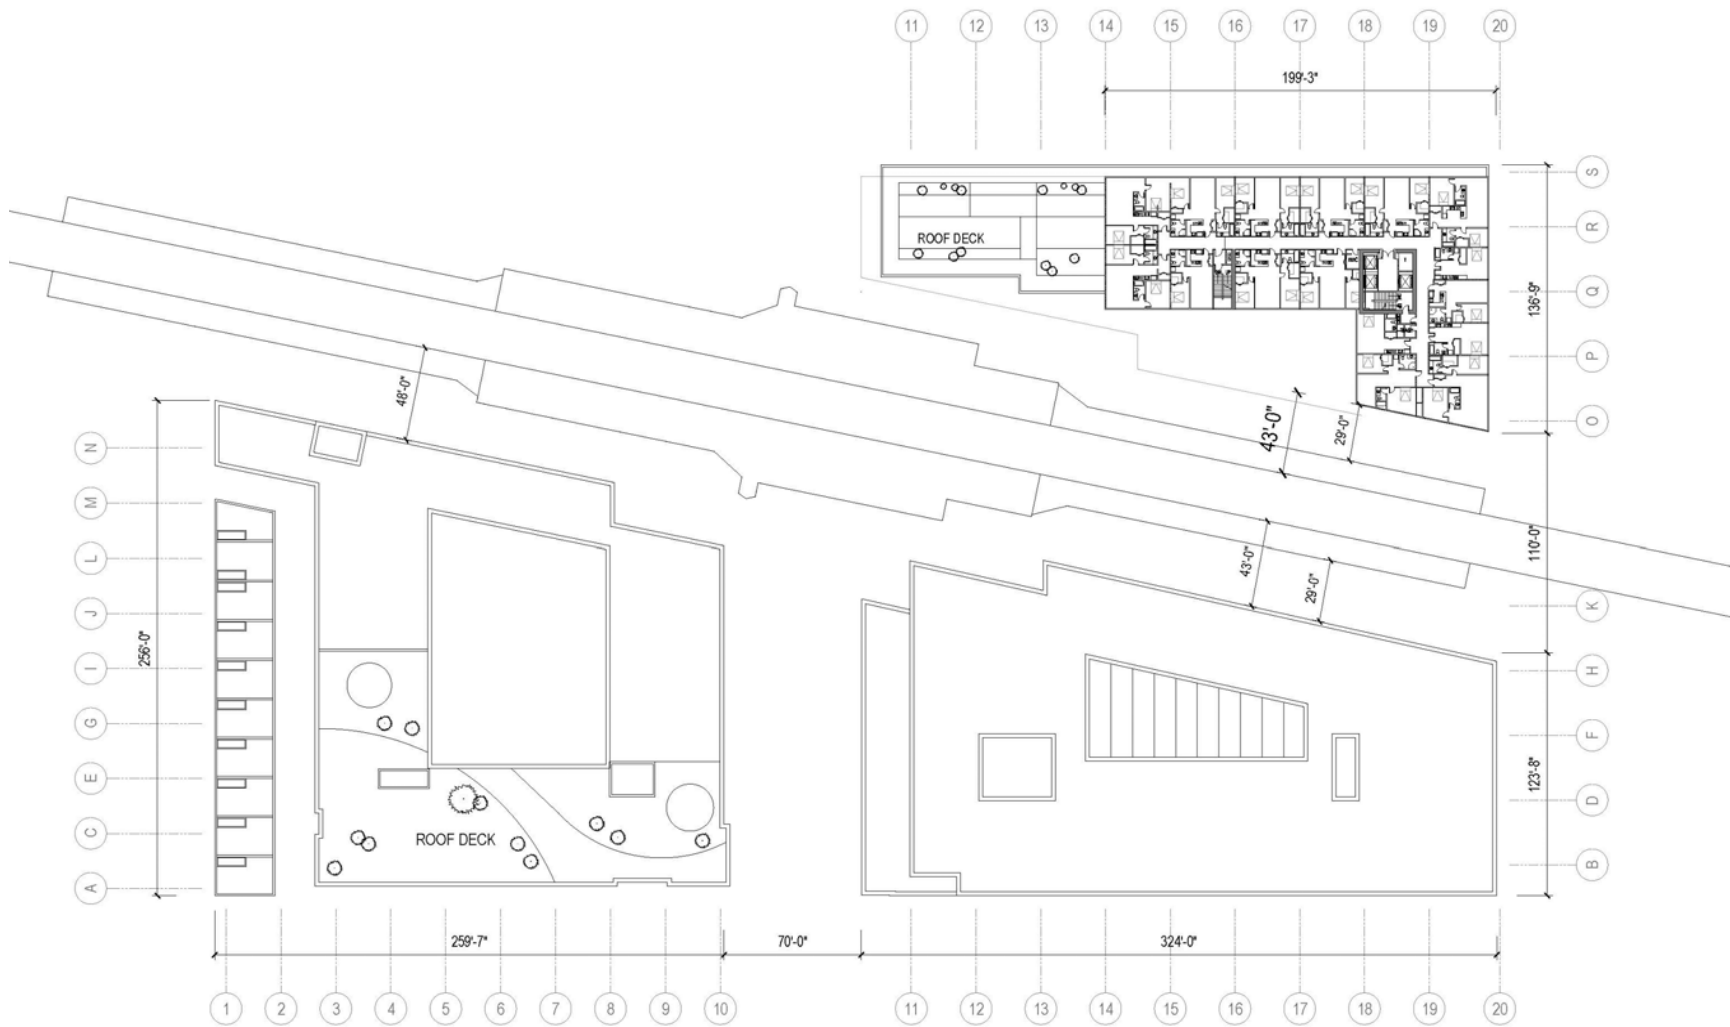 11 12 13 14 15 16 17 18 19 20
199'-3"
S
R
ROOF DECK
Q
136'-9"
P
48'-0"
O
43'-0"
29'-0"
N
M
L
110'-0"
43'-0"
29'-0"
K
J
256'-0"
I
H
G
F
E
123'-8"
D
C
ROOF DECK
B
A
259'-7" 70'-0" 324'-0"
1 2 3 4 5 6 7 8 9 10 11 12 13 14 15 16 17 18 19 20